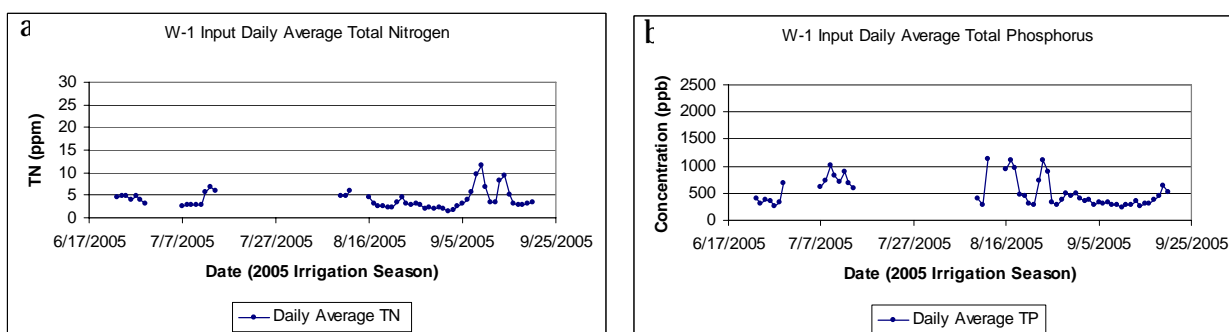 a
W-1 Input Daily Average Total Nitrogen
TN (ppm)
30
25
20
15
10
5
0
6/17/2005 7/7/2005 7/27/2005 8/16/2005 9/5/2005 9/25/2005
Date (2005 Irrigation Season)
Daily Average TN
b
W-1 Input Daily Average Total Phosphorus
Concentration (ppb)
2500
2000
1500
1000
500
0
6/17/2005 7/7/2005 7/27/2005 8/16/2005 9/5/2005 9/25/2005
Date (2005 Irrigation Season)
Daily Average TP